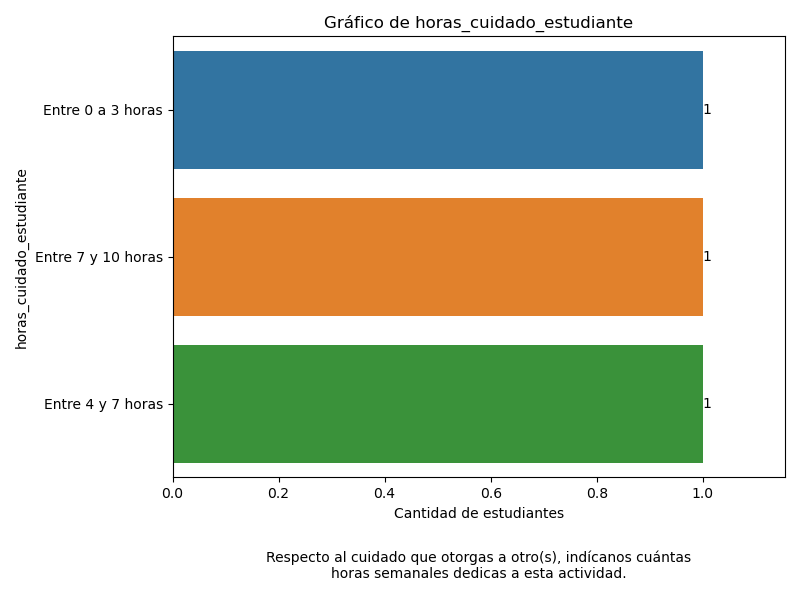 Gráfico de horas_cuidado_estudiante
horas_cuidado_estudiante
Entre 0 a 3 horas
1
Entre 7 y 10 horas
1
Entre 4 y 7 horas
1
0.0 0.2 0.4 0.6 0.8 1.0
Cantidad de estudiantes
Respecto al cuidado que otorgas a otro(s), indícanos cuántas
horas semanales dedicas a esta actividad.